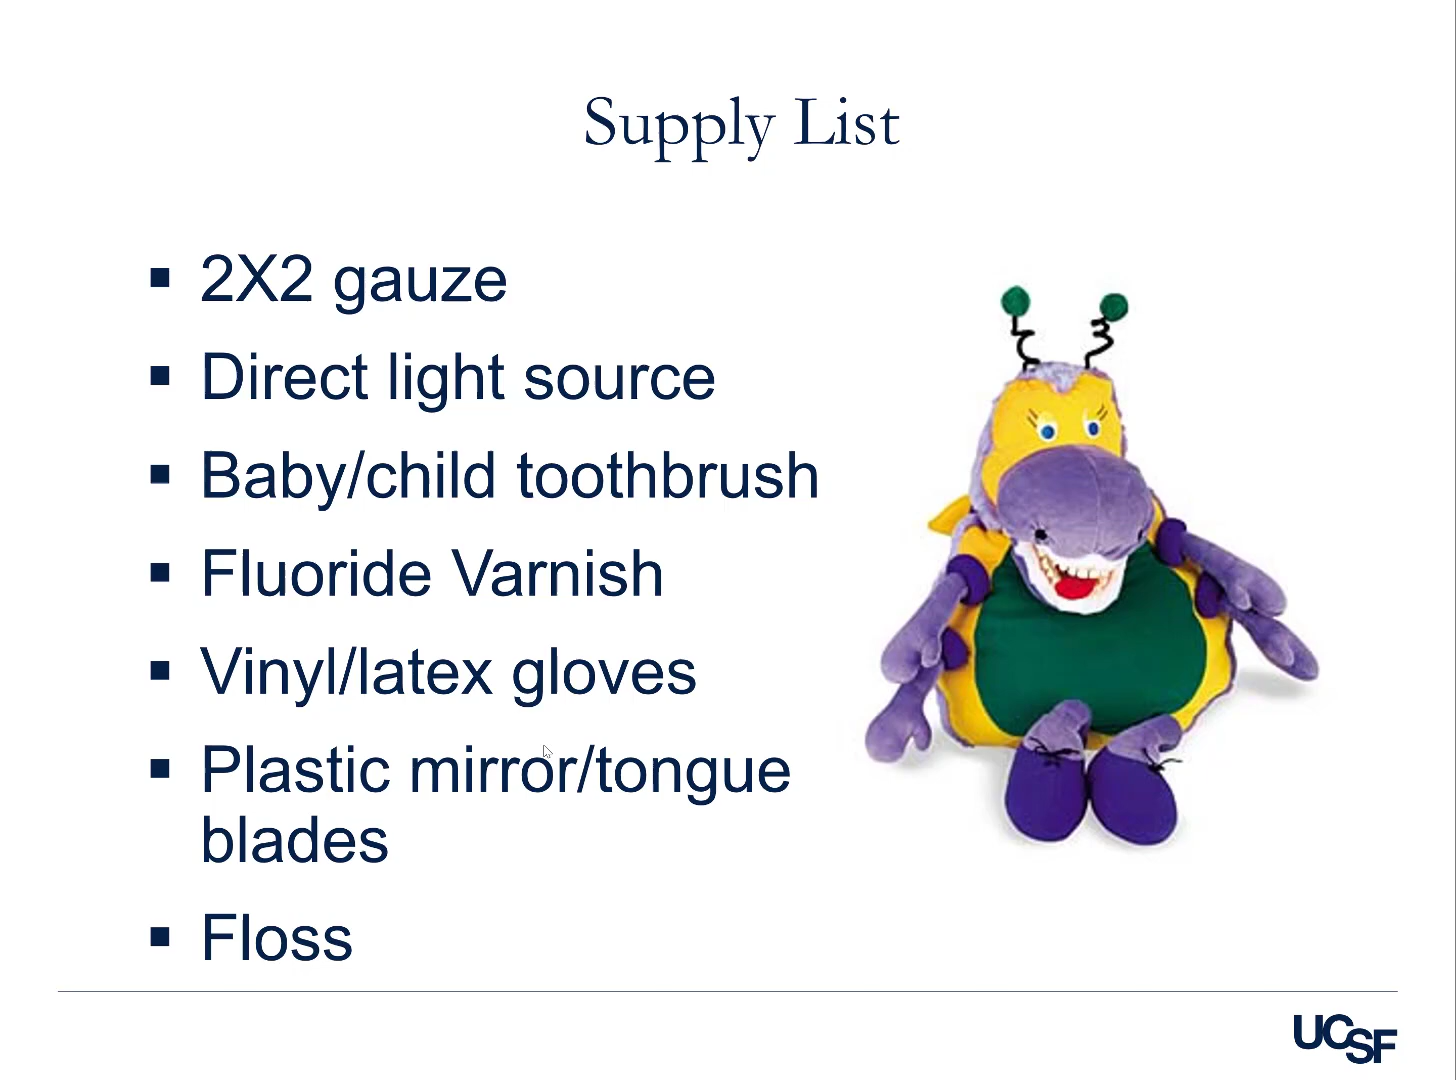 Supply List
▪ 2X2 gauze
▪ Direct light source
▪ Baby/child toothbrush
▪ Fluoride Varnish
▪ Vinyl/latex gloves
▪ Plastic mirror/tongue
blades
▪ Floss
UCSF